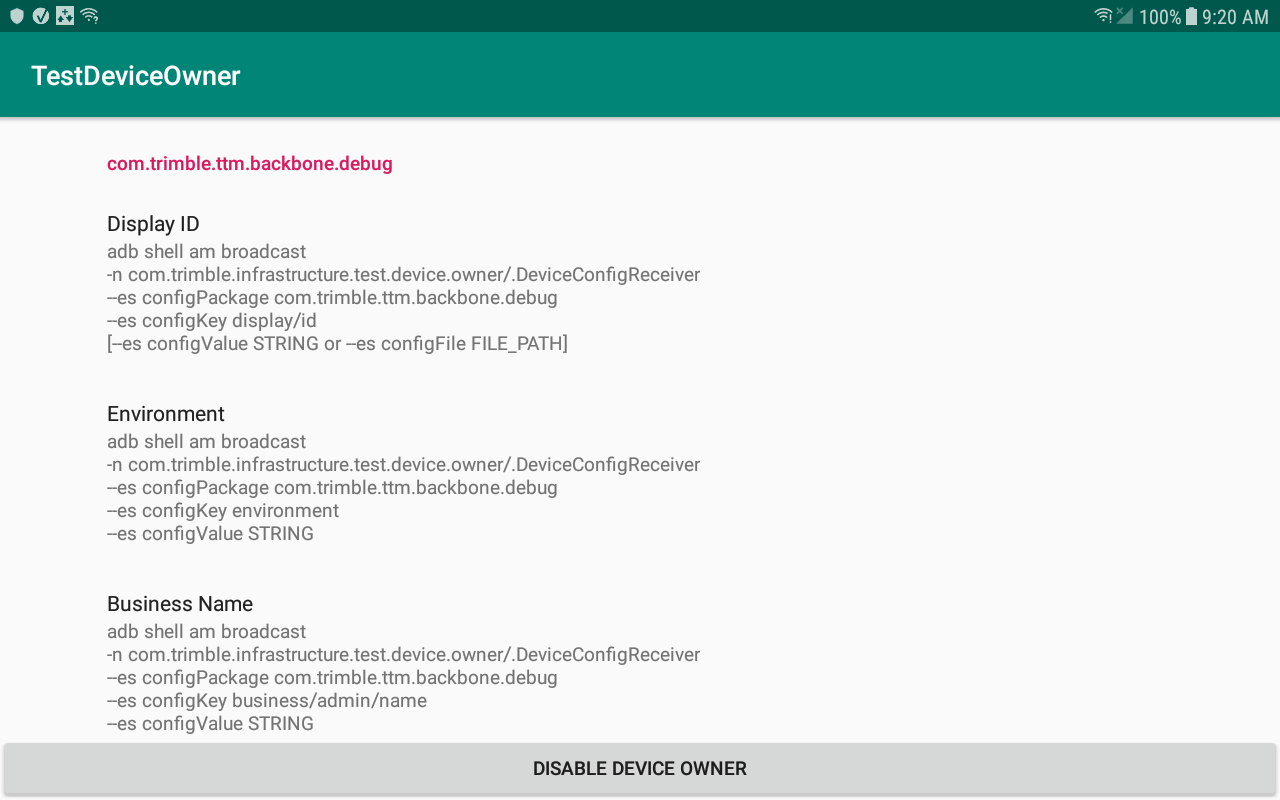 100% 9:20 AM
TestDeviceOwner
com.trimble.ttm.backbone.debug
Display ID
adb shell am broadcast
-n com.trimble.infrastructure.test.device.owner/.DeviceConfigReceiver
--es configPackage com.trimble.ttm.backbone.debug
--es configKey display/id
[--es configValue STRING or --es configFile FILE_PATH]
Environment
adb shell am broadcast
-n com.trimble.infrastructure.test.device.owner/.DeviceConfigReceiver
--es configPackage com.trimble.ttm.backbone.debug
--es configKey environment
--es configValue STRING
Business Name
adb shell am broadcast
-n com.trimble.infrastructure.test.device.owner/.DeviceConfigReceiver
--es configPackage com.trimble.ttm.backbone.debug
--es configKey business/admin/name
--es configValue STRING
DISABLE DEVICE OWNER